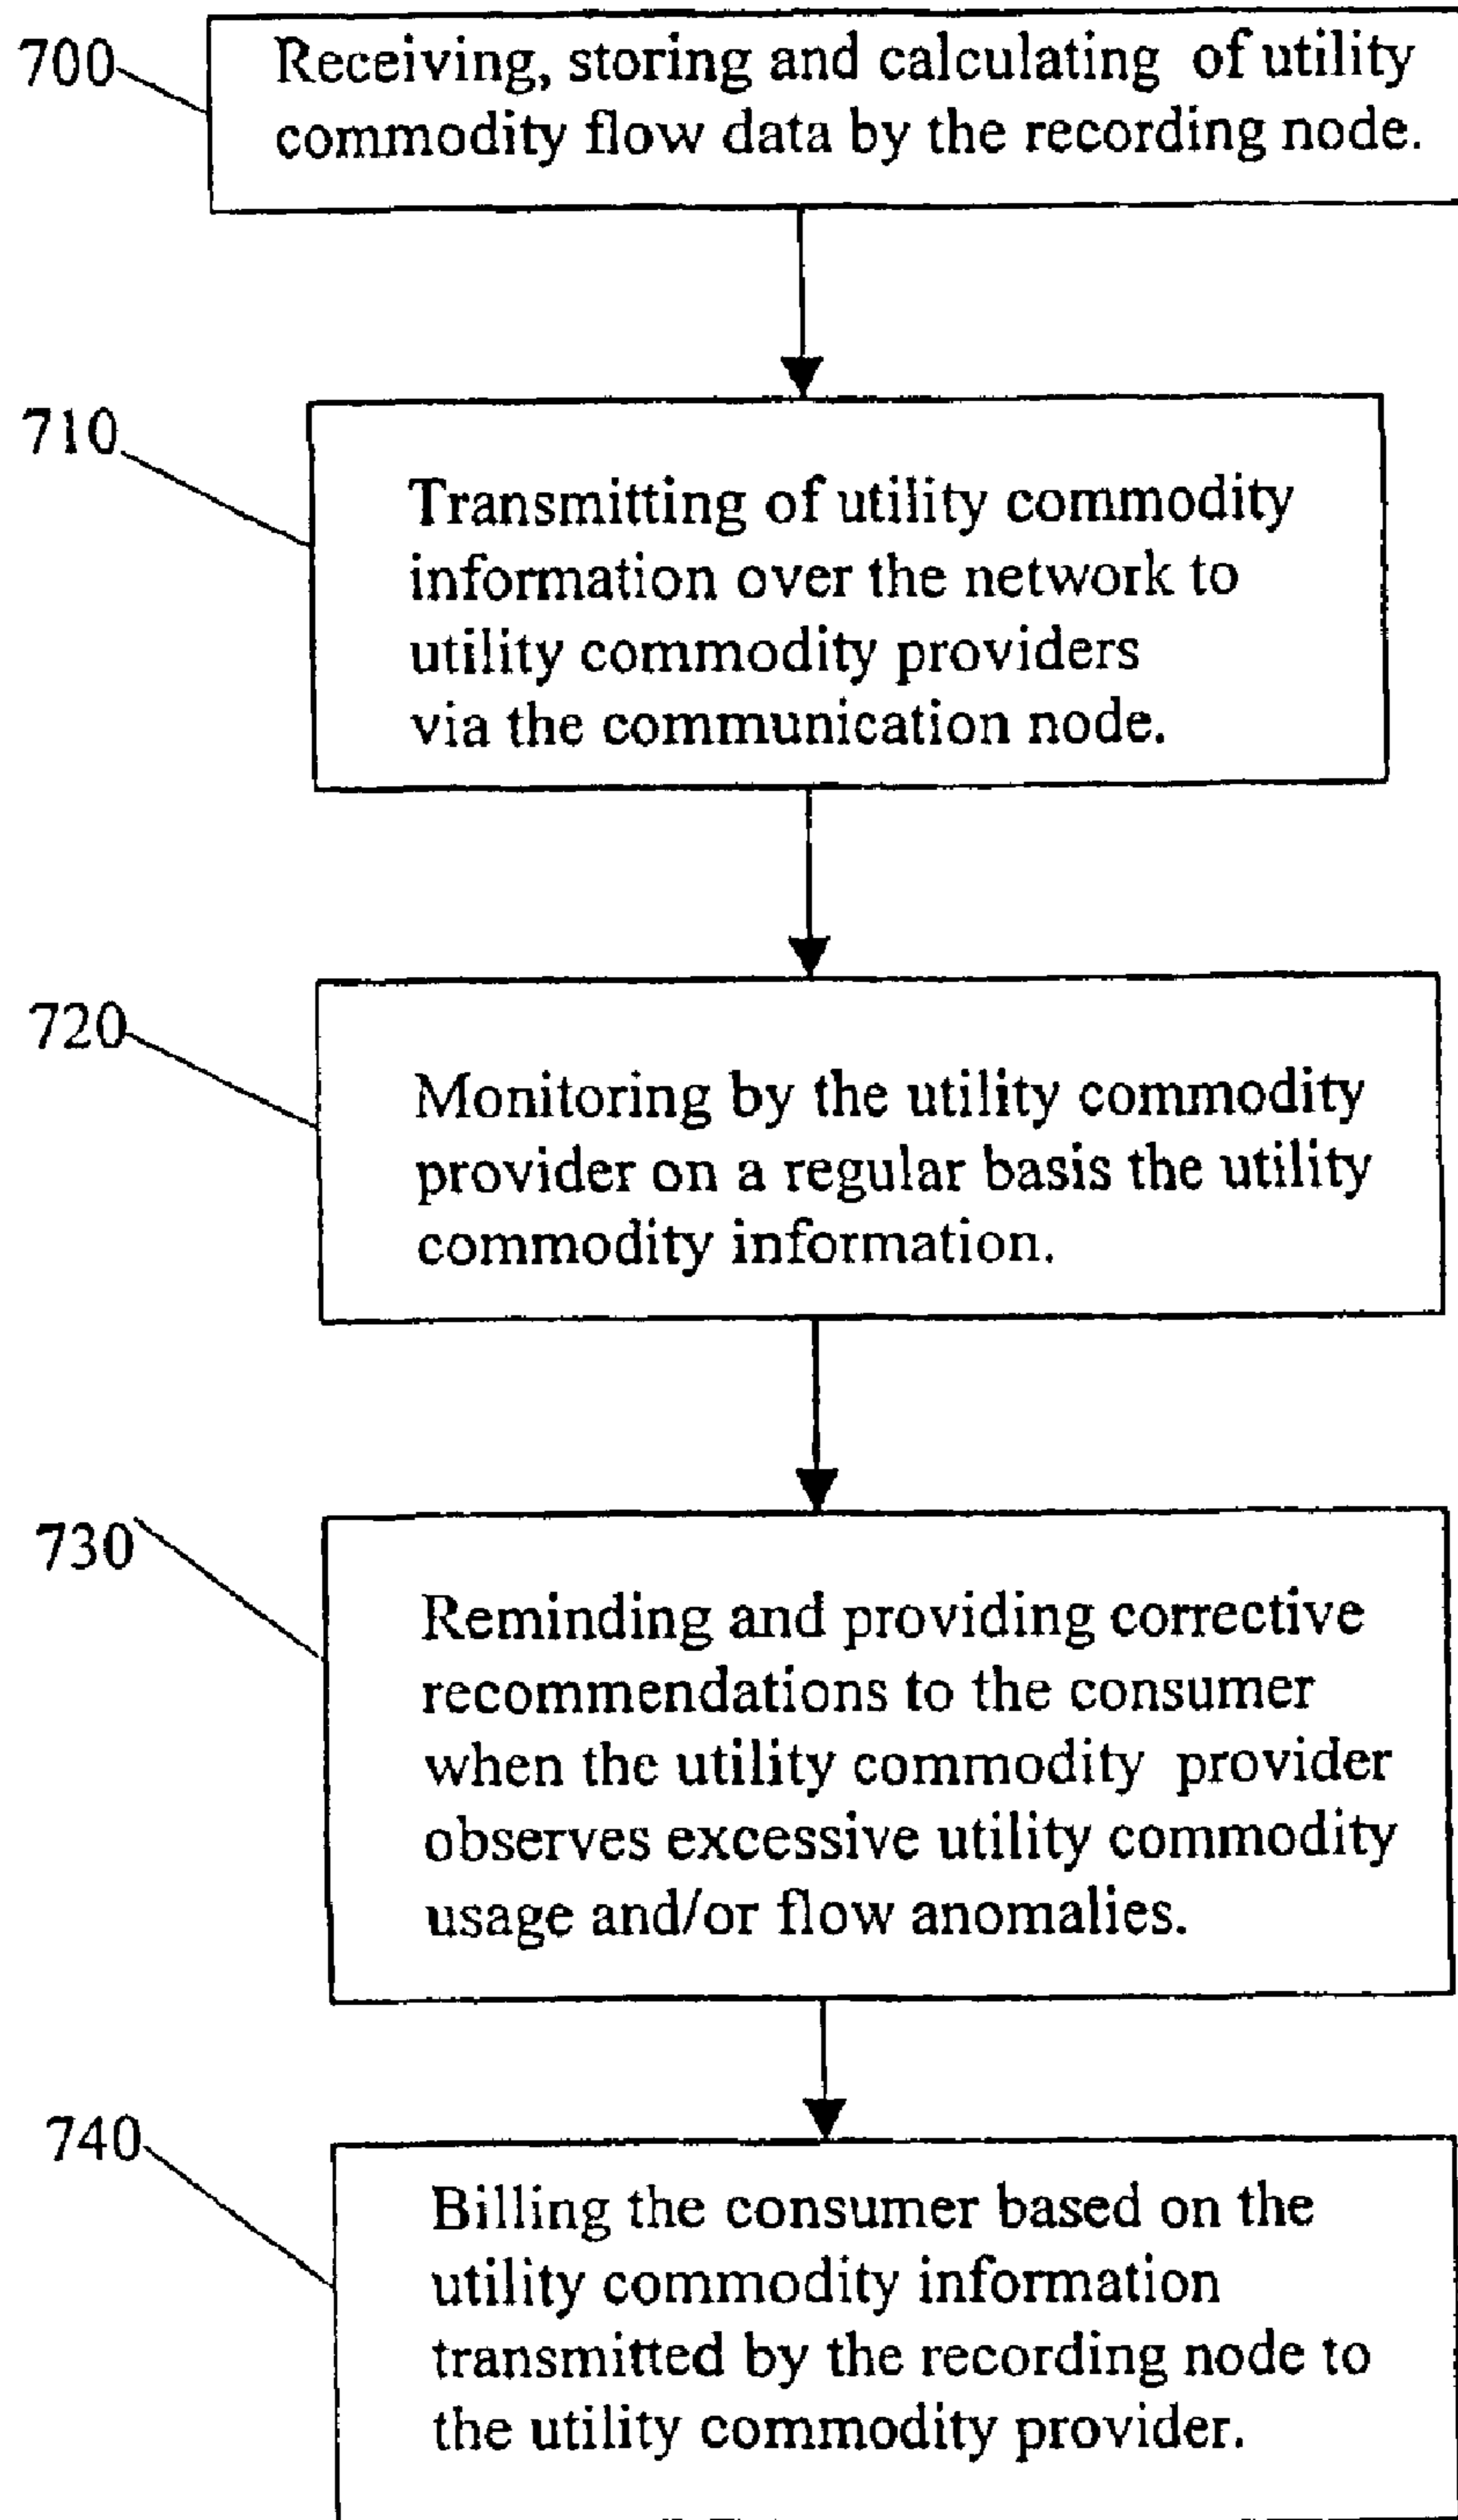 700
Receiving, storing and calculating of utility
commodity flow data by the recording node.
710
Transmitting of utility commodity
information over the network to
utility commodity providers
via the communication node.
720
Monitoring by the utility commodity
provider on a regular basis the utility
commodity information.
730
Reminding and providing corrective
recommendations to the consumer
when the utility commodity provider
observes excessive utility commodity
usage and/or flow anomalies.
740
Billing the consumer based on the
utility commodity information
transmitted by the recording node to
the utility commodity provider.